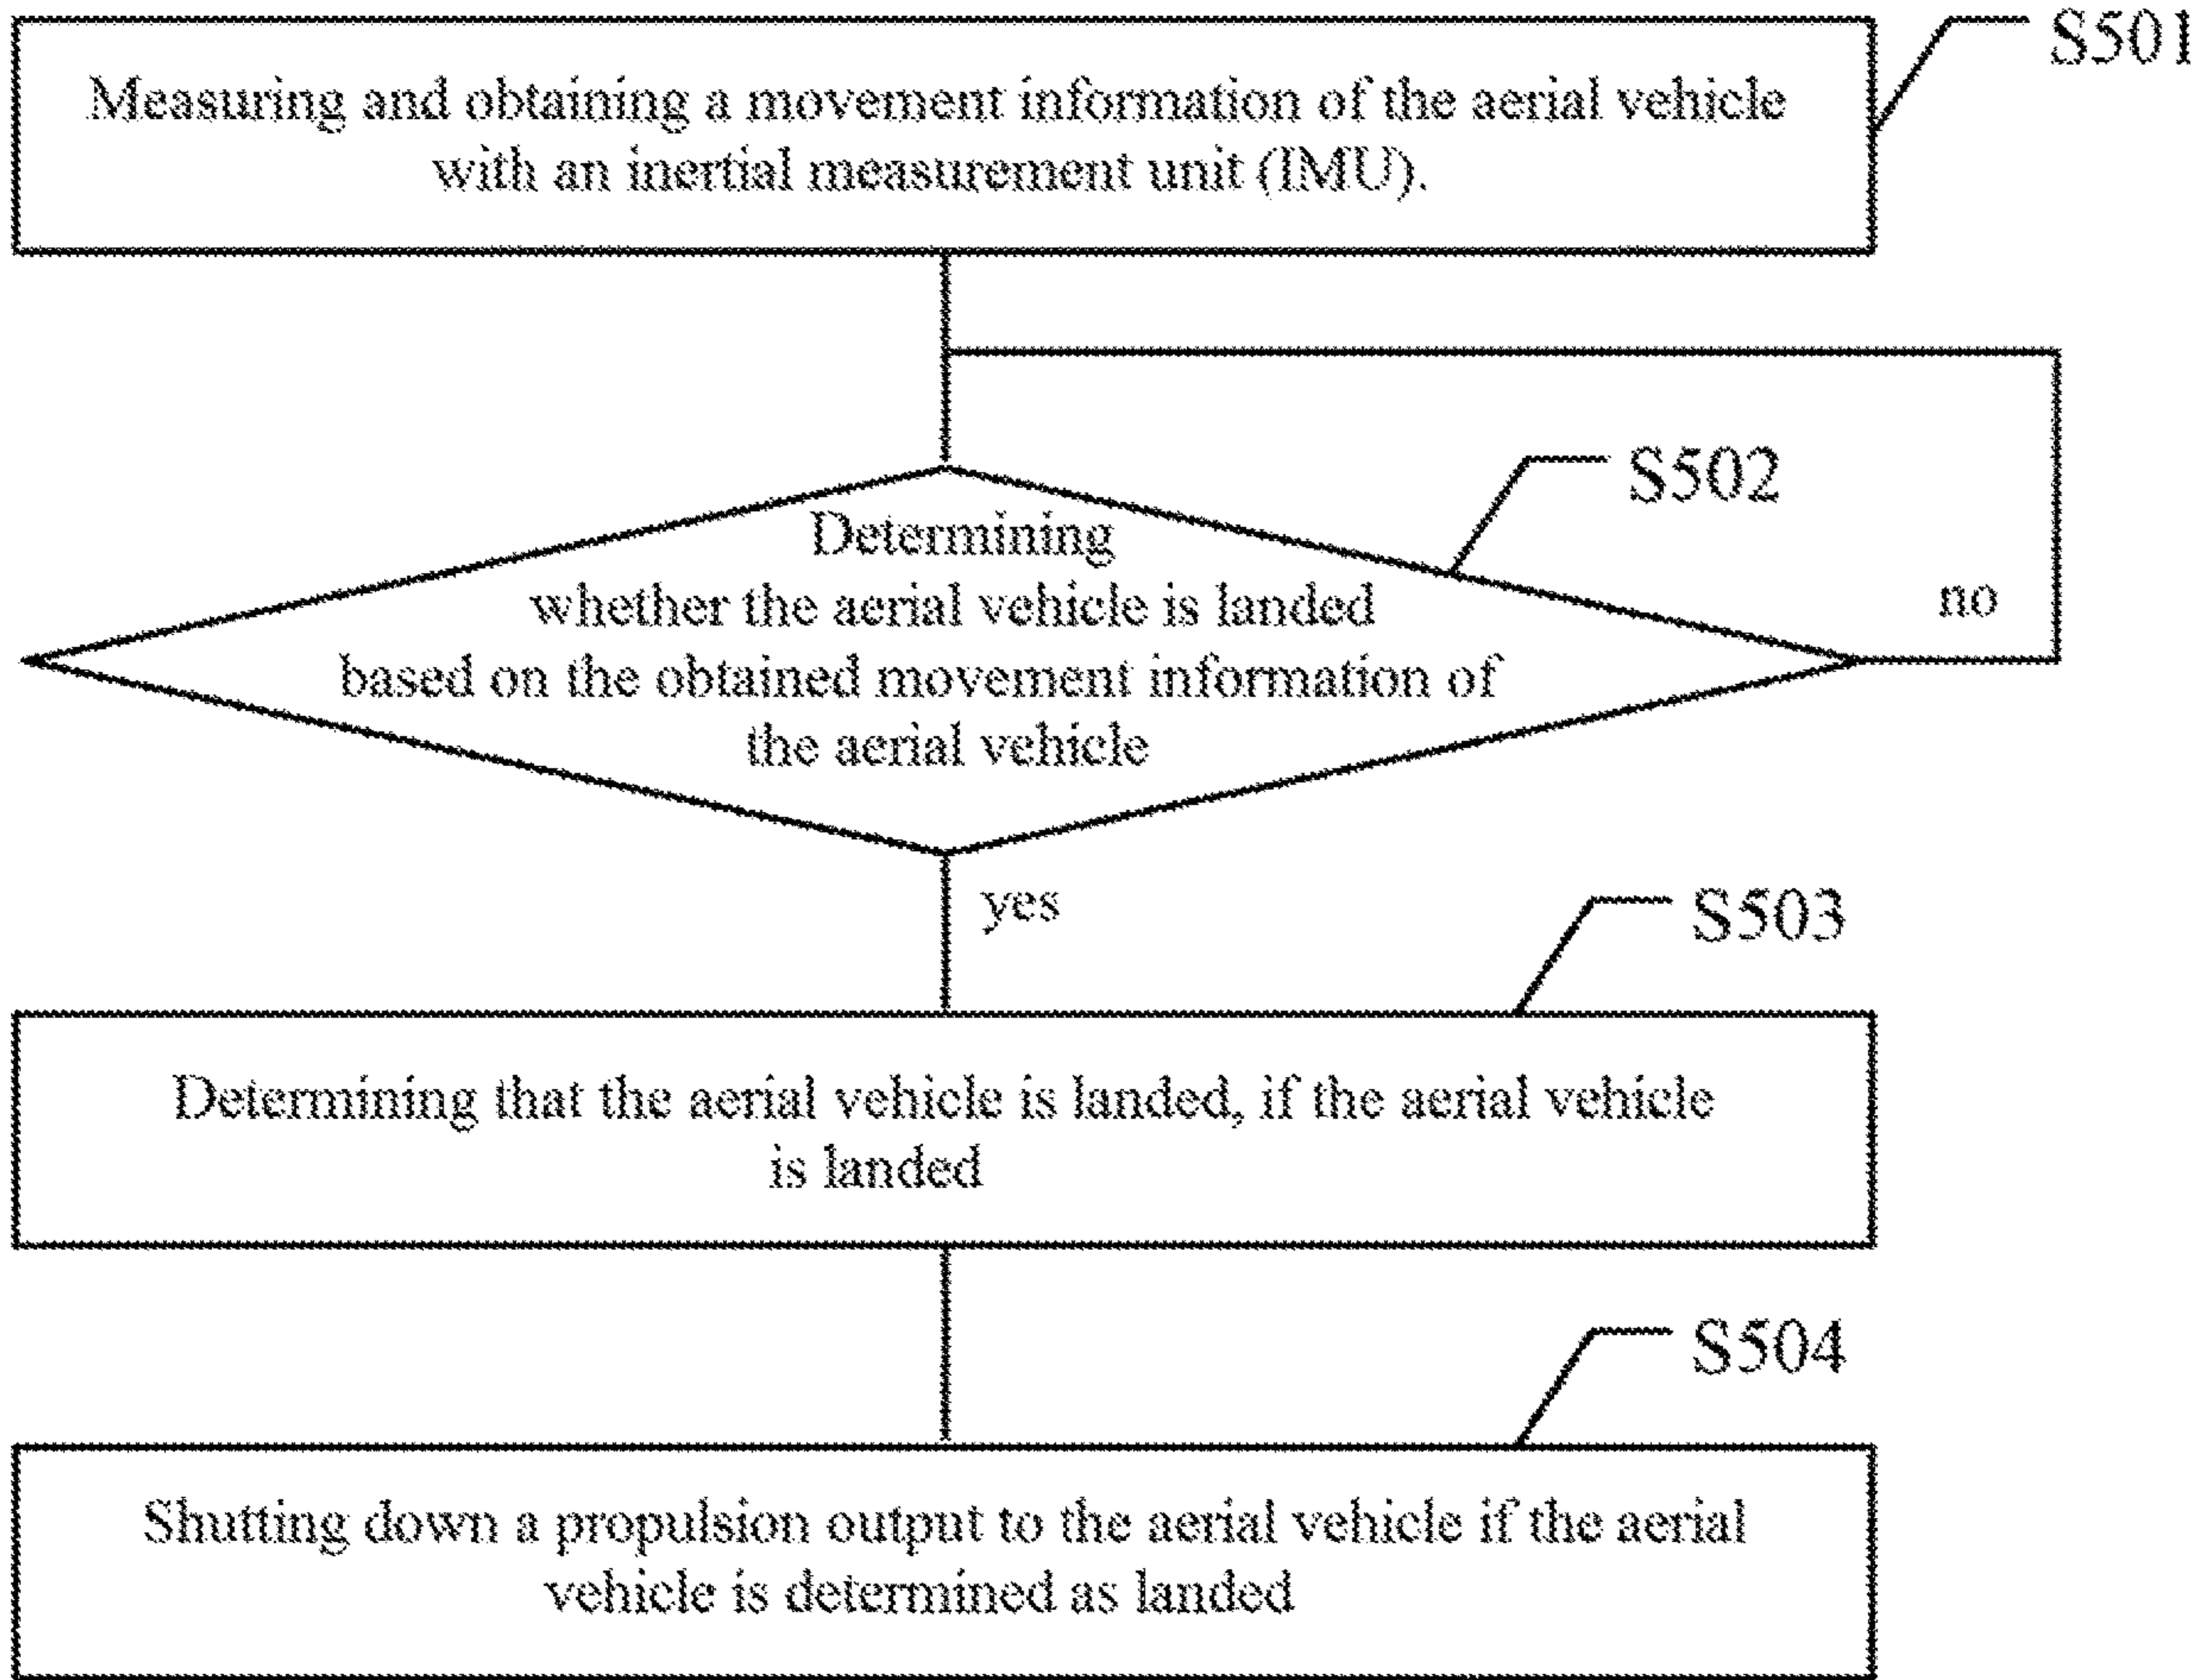 S501
Measuring and obtaining a movement information of the aerial vehicle
with an inertial measurement unit (IMU).
S502
Determining
whether the aerial vehicle is landed
based on the obtained movement information of
the aerial vehicle
no
yes
S503
Determining that the aerial vehicle is landed, if the aerial vehicle
is landed
S504
Shutting down a propulsion output to the aerial vehicle if the aerial
vehicle is determined as landed